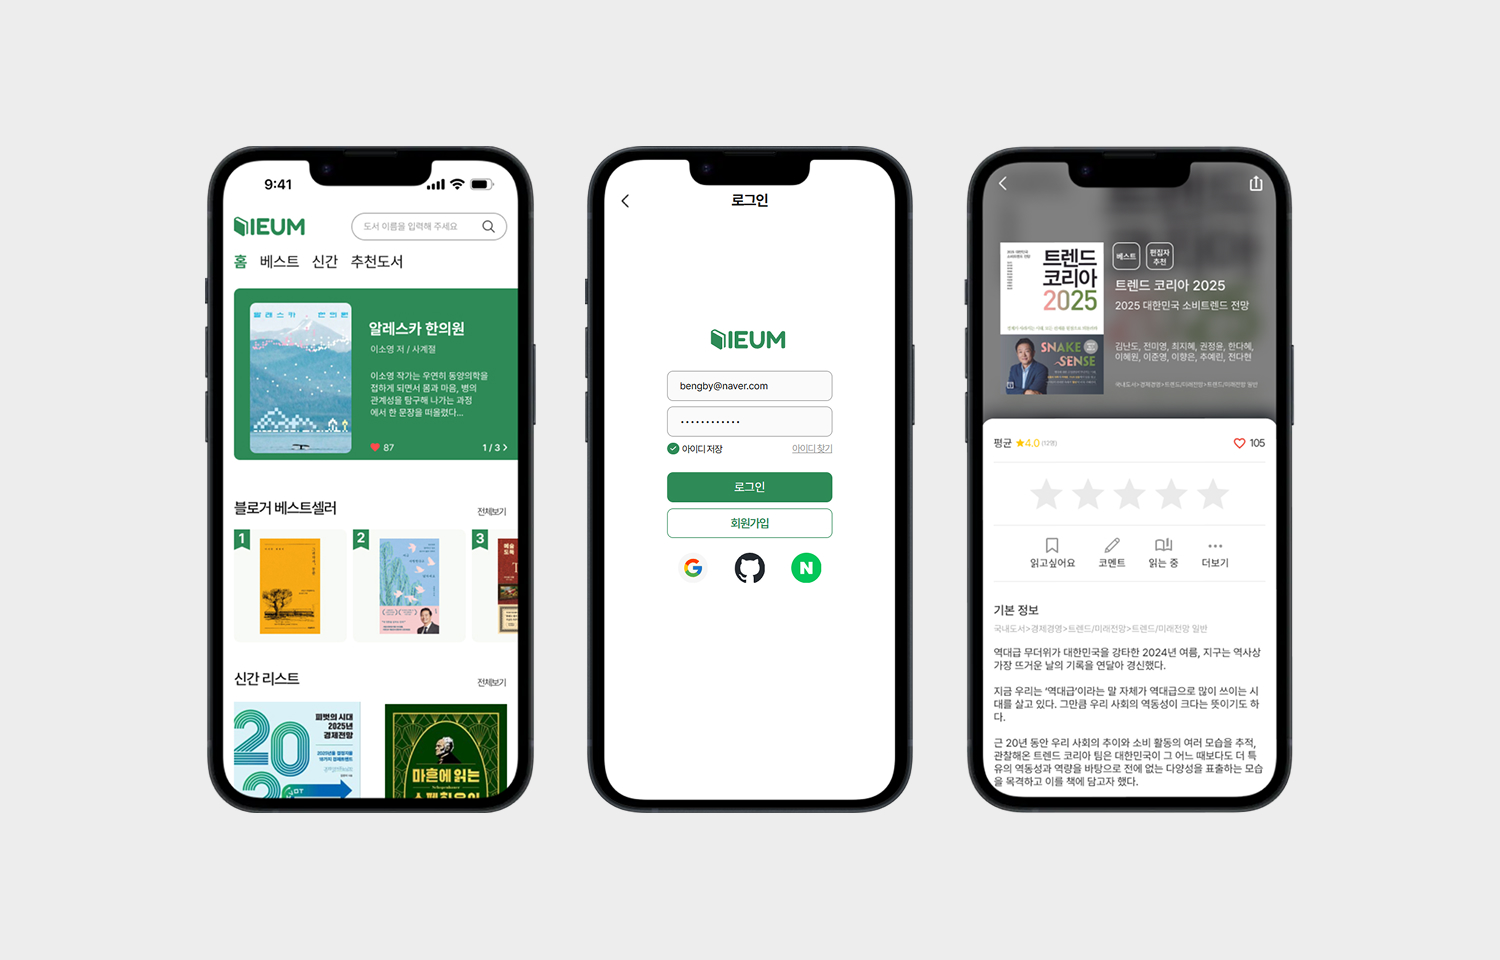 9:41
IEUM
도서 이름을 입력해 주세요
홈 베스트 신간 추천도서
알레스카 한의원
알레스카 한의원
이소영 저 / 사계절
이소영 작가는 우연히 동양의학을
접하게 되면서 몸과 마음, 병의
관계성을 탐구해 나가는 과정
에서 한 문장을 떠올렸다...
87
1 / 3
블로거 베스트셀러
전체보기
1
2
3
예술
도둑
신간 리스트
전체보기
피벗의 시대
2025년
경제전망
마흔에 읽는
로그인
IEUM
bengby@naver.com
아이디 저장
아이디 찾기
로그인
회원가입
G
N
트렌드
코리아
2025
SNAKE
SENSE
베스트
편집자
추천
트렌드 코리아 2025
2025 대한민국 소비트렌드 전망
김난도, 전미영, 최지혜, 권정윤, 한다혜,
이혜원, 이준영, 이향은, 추예린, 전다현
국내도서>경제경영>트렌드/미래전망>트렌드/미래전망 일반
평균 4.0 (12명)
105
읽고싶어요
코멘트
읽는 중
더보기
기본 정보
국내도서>경제경영>트렌드/미래전망>트렌드/미래전망 일반
역대급 무더위가 대한민국을 강타한 2024년 여름, 지구는 역사상
가장 뜨거운 날의 기록을 연달아 경신했다.
지금 우리는 '역대급'이라는 말 자체가 역대급으로 많이 쓰이는 시
대를 살고 있다. 그만큼 우리 사회의 역동성이 크다는 뜻이기도 하
다.
근 20년 동안 우리 사회의 추이와 소비 활동의 여러 모습을 추적,
관찰해온 트렌드 코리아 팀은 대한민국이 그 어느 때보다도 더 특
유의 역동성과 역량을 바탕으로 전에 없는 다양성을 표출하는 모습
을 목격하고 이를 책에 담고자 했다.